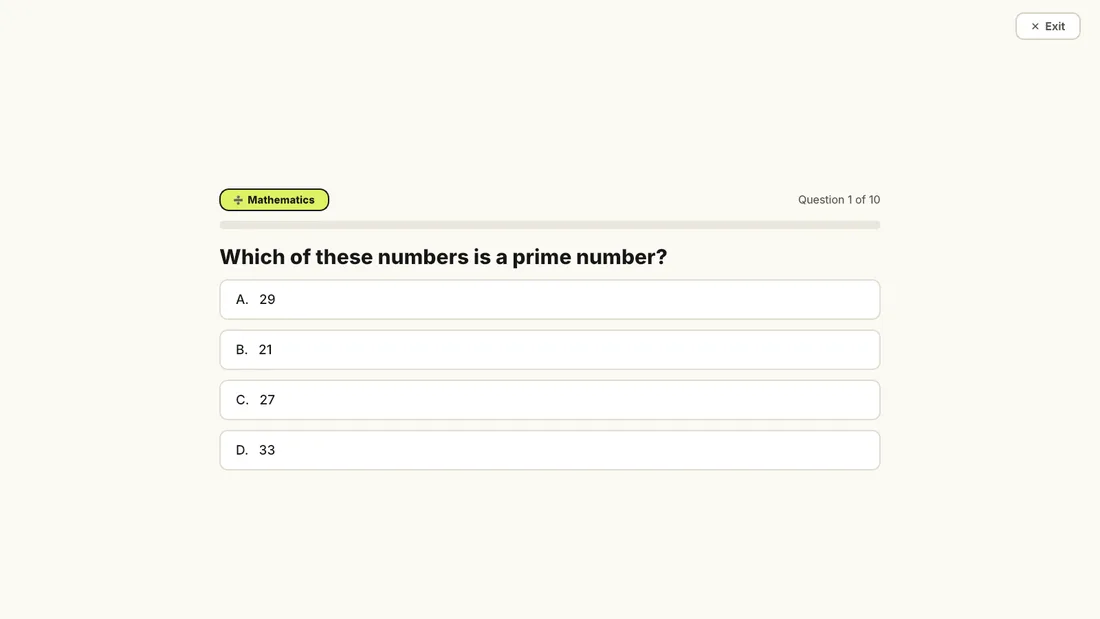 × Exit
➗ Mathematics
Question 1 of 10
Which of these numbers is a prime number?
A. 29
B. 21
C. 27
D. 33